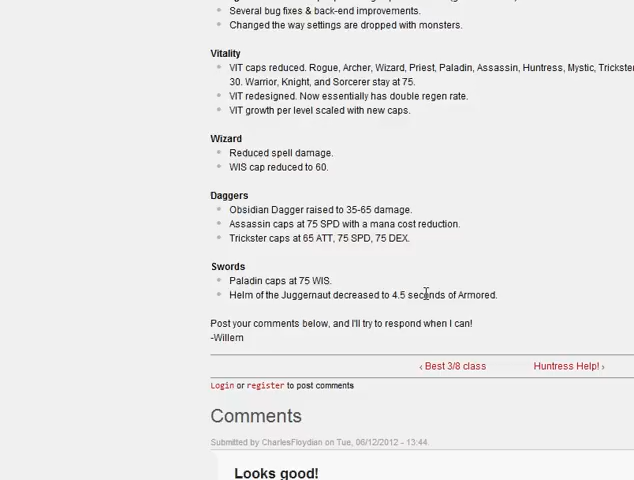 Several bug fixes & back-end improvements.
Changed the way settings are dropped with monsters.
Vitality
VIT caps reduced. Rogue, Archer, Wizard, Priest, Paladin, Assassin, Huntress, Mystic, Trickster
30. Warrior, Knight, and Sorcerer stay at 75.
VIT redesigned. Now essentially has double regen rate.
VIT growth per level scaled with new caps.
Wizard
Reduced spell damage.
WIS cap reduced to 60.
Daggers
Obsidian Dagger raised to 35-65 damage.
Assassin caps at 75 SPD with a mana cost reduction.
Trickster caps at 65 ATT, 75 SPD, 75 DEX.
Swords
Paladin caps at 75 WIS.
Helm of the Juggernaut decreased to 4.5 seconds of Armored.
Post your comments below, and I'll try to respond when I can!
-Willem
‹ Best 3/8 class Huntress Help! ›
Login or register to post comments
Comments
Submitted by CharlesFloydian on Tue, 06/12/2012 - 13:44.
Looks good!